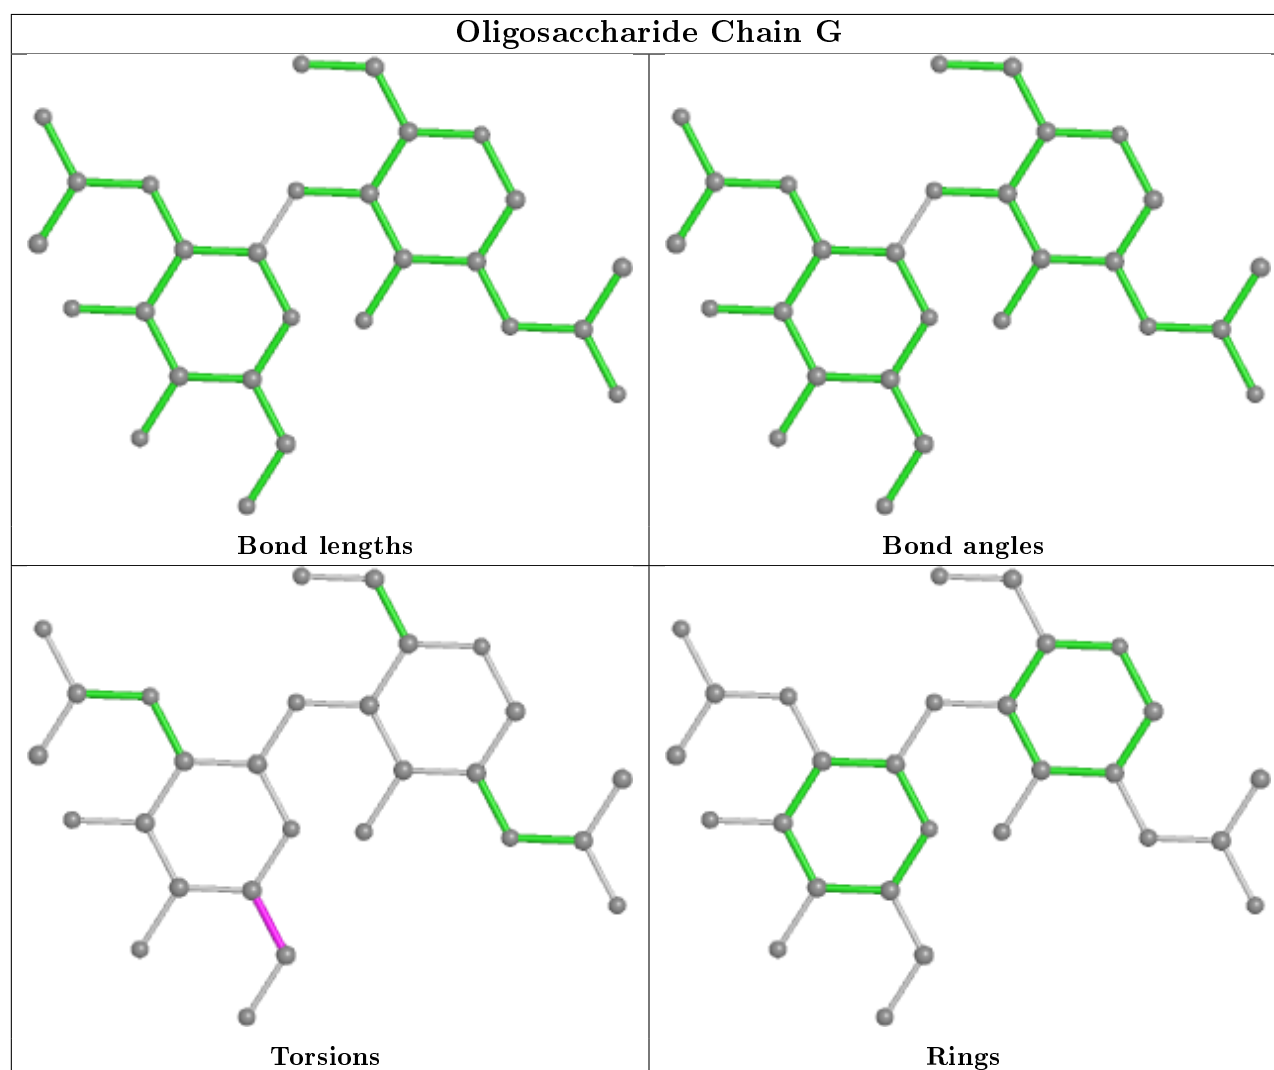 Oligosaccharide Chain G
Bond lengths
Bond angles
Torsions
Rings